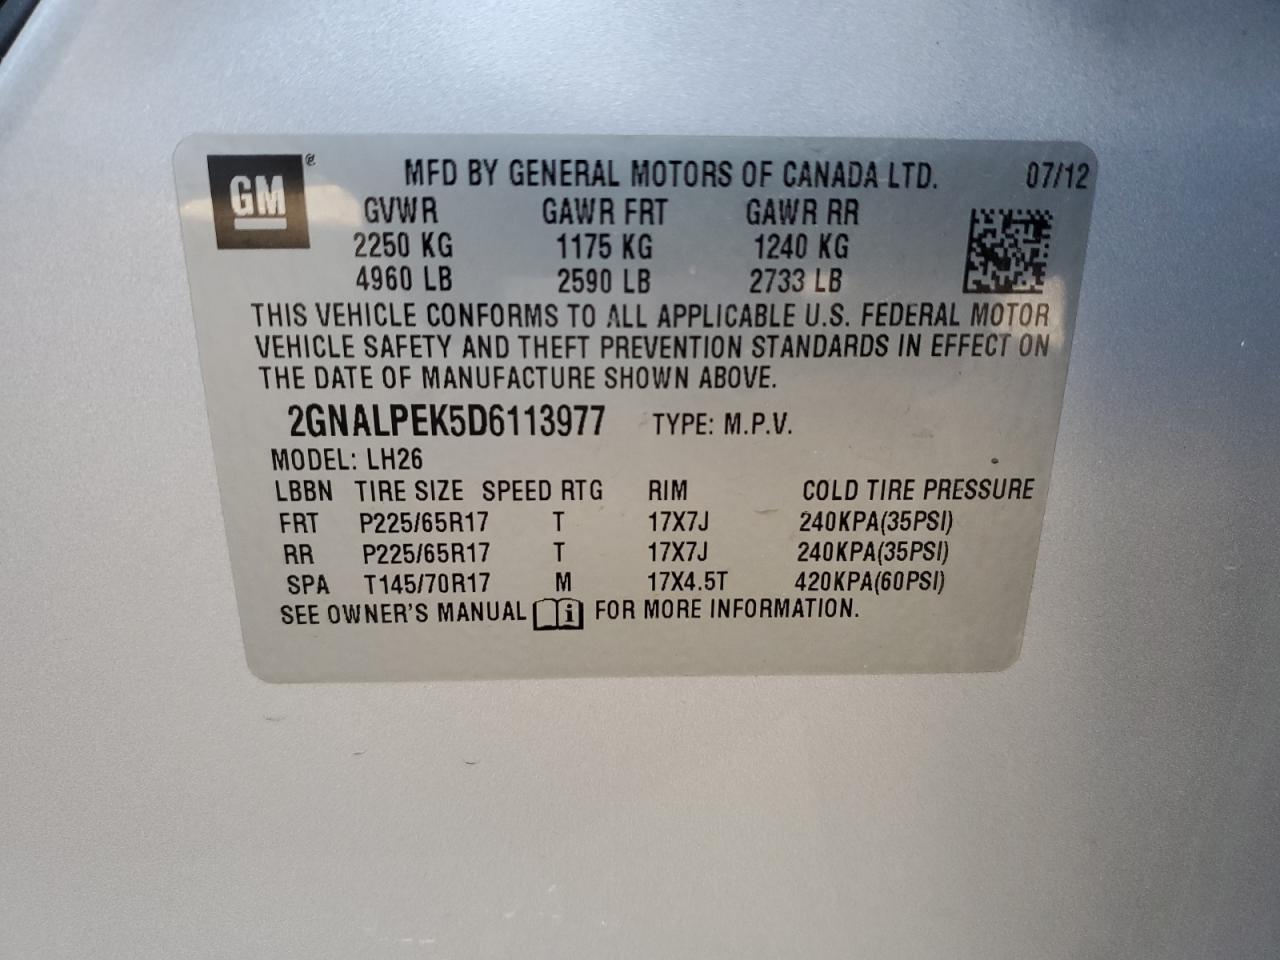 GM ®
MFD BY GENERAL MOTORS OF CANADA LTD. 07/12
GVWR GAWR FRT GAWR RR
2250 KG 1175 KG 1240 KG
4960 LB 2590 LB 2733 LB
THIS VEHICLE CONFORMS TO ALL APPLICABLE U.S. FEDERAL MOTOR
VEHICLE SAFETY AND THEFT PREVENTION STANDARDS IN EFFECT ON
THE DATE OF MANUFACTURE SHOWN ABOVE.
2GNALPEK5D6113977 TYPE: M.P.V.
MODEL: LH26
LBBN TIRE SIZE SPEED RTG RIM COLD TIRE PRESSURE
FRT P225/65R17 T 17X7J 240KPA(35PSI)
RR P225/65R17 T 17X7J 240KPA(35PSI)
SPA T145/70R17 M 17X4.5T 420KPA(60PSI)
SEE OWNER'S MANUAL i FOR MORE INFORMATION.